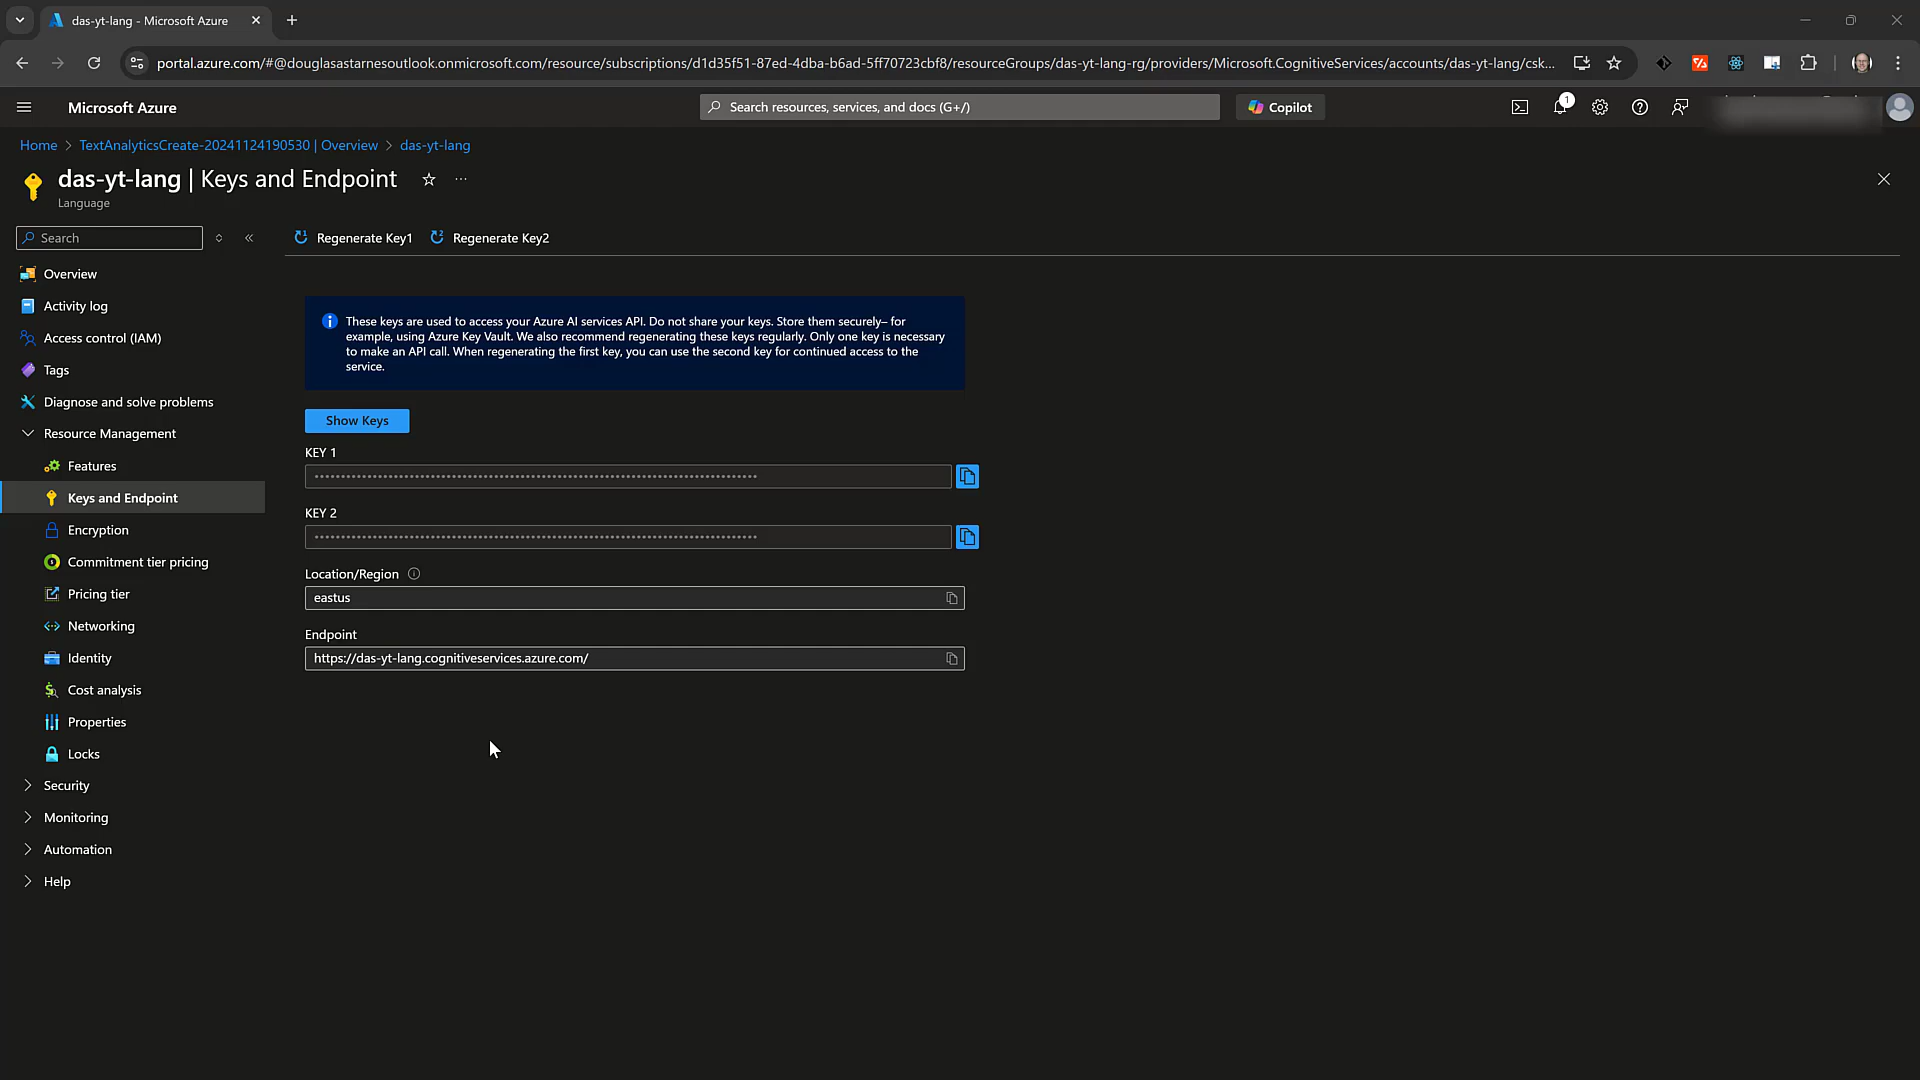 das-yt-lang - Microsoft Azure
portal.azure.com/#@douglasastarnesoutlook.onmicrosoft.com/resource/subscriptions/d1d35f51-87ed-4dba-b6ad-5ff70723cbf8/resourceGroups/das-yt-lang-rg/providers/Microsoft.CognitiveServices/accounts/das-yt-lang/csk...
Microsoft Azure
Search resources, services, and docs (G+/)
Copilot
1
Home > TextAnalyticsCreate-20241124190530 | Overview > das-yt-lang
das-yt-lang | Keys and Endpoint
Language
Search
Regenerate Key1
Regenerate Key2
Overview
Activity log
Access control (IAM)
Tags
Diagnose and solve problems
Resource Management
Features
Keys and Endpoint
Encryption
Commitment tier pricing
Pricing tier
Networking
Identity
Cost analysis
Properties
Locks
Security
Monitoring
Automation
Help
These keys are used to access your Azure AI services API. Do not share your keys. Store them securely– for
example, using Azure Key Vault. We also recommend regenerating these keys regularly. Only one key is necessary
to make an API call. When regenerating the first key, you can use the second key for continued access to the
service.
Show Keys
KEY 1
KEY 2
Location/Region
eastus
Endpoint
https://das-yt-lang.cognitiveservices.azure.com/